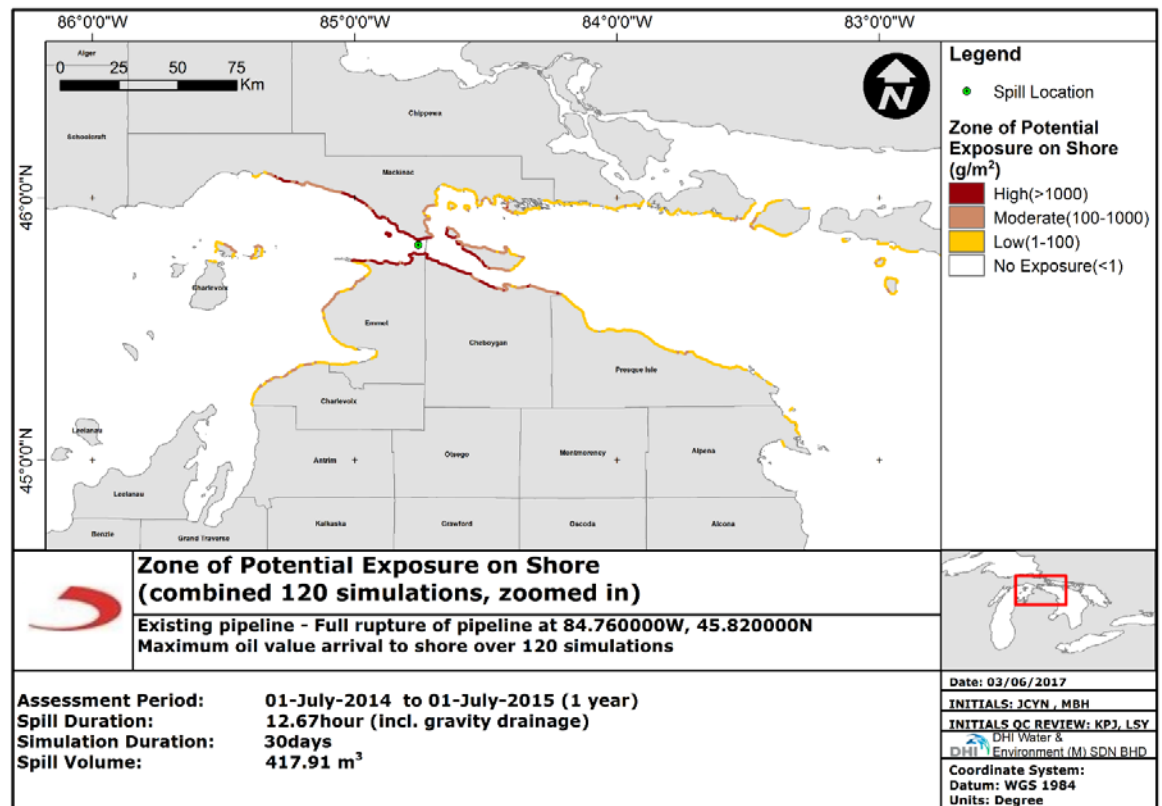 86°0'0"W 85°0'0"W 84°0'0"W 83°0'0"W
46°0'0"N
45°0'0"N
0 25 50 75
Km
N
Alger
Schoolcraft
Chippewa
Mackinac
Charlevoix
Emmet
Cheboygan
Presque Isle
Charlevoix
Leelanau
Antrim
Otsego
Montmorency
Alpena
Leelanau
Kalkaska
Crawford
Oscoda
Alcona
Benzie
Grand Traverse
Legend
Spill Location
Zone of Potential
Exposure on Shore
(g/m²)
High(>1000)
Moderate(100-1000)
Low(1-100)
No Exposure(<1)
Zone of Potential Exposure on Shore
(combined 120 simulations, zoomed in)
Existing pipeline - Full rupture of pipeline at 84.760000W, 45.820000N
Maximum oil value arrival to shore over 120 simulations
Assessment Period: 01-July-2014 to 01-July-2015 (1 year)
Spill Duration: 12.67hour (incl. gravity drainage)
Simulation Duration: 30days
Spill Volume: 417.91 m³
Date: 03/06/2017
INITIALS: JCYN , MBH
INITIALS QC REVIEW: KPJ, LSY
DHI
DHI Water &
Environment (M) SDN BHD
Coordinate System:
Datum: WGS 1984
Units: Degree